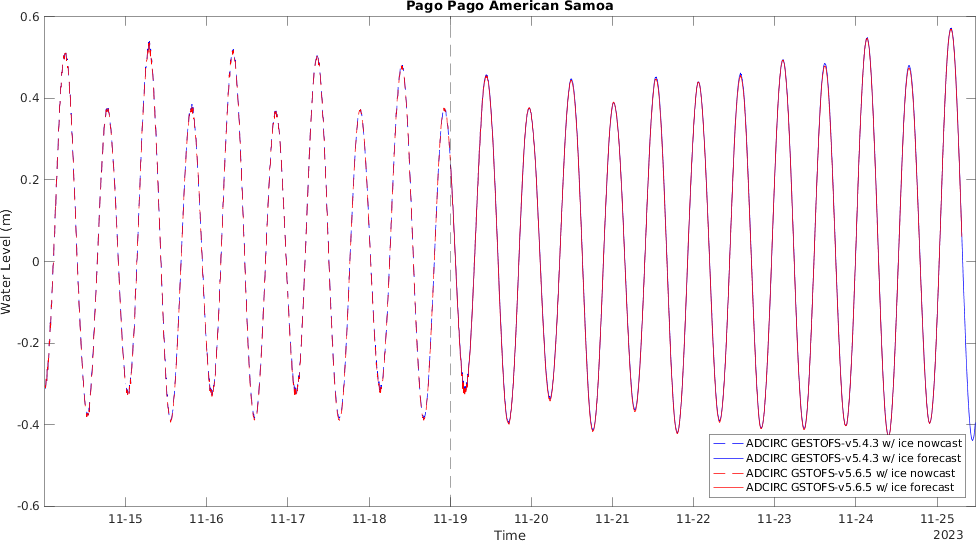 Pago Pago American Samoa
0.6
0.4
0.2
0
-0.2
-0.4
-0.6
Water Level (m)
ADCIRC GESTOFS-v5.4.3 w/ ice nowcast
ADCIRC GESTOFS-v5.4.3 w/ ice forecast
ADCIRC GSTOFS-v5.6.5 w/ ice nowcast
ADCIRC GSTOFS-v5.6.5 w/ ice forecast
11-15 11-16 11-17 11-18 11-19 11-20 11-21 11-22 11-23 11-24 11-25
Time
2023